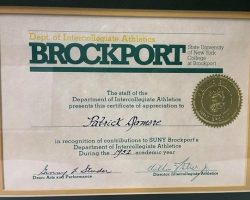 Dept. of Intercollegiate Athletics
BROCKPORT
State University
of New York
College at
Brockport
The staff of the
Department of Intercollegiate Athletics
presents this certificate of appreciation to
Patrick
in recognition of contributions to SUNY Brockport's
Department of Intercollegiate Athletics
During the academic year
Dean: Arts and Performance
Director: Intercollegiate Athletics